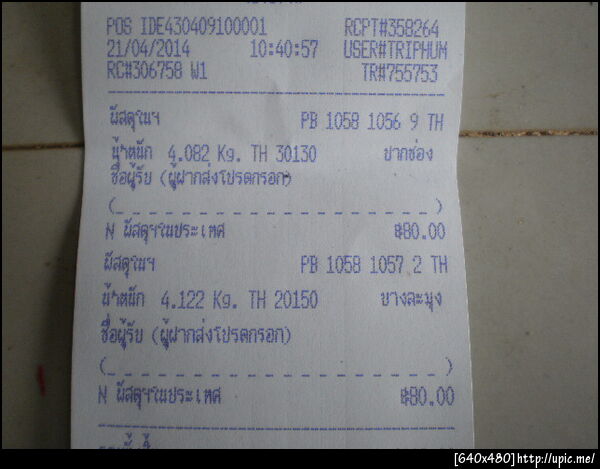 POS IDE430409100001 RCPT#358264
21/04/2014 10:40:57 USER#TRIPHUM
RC#306758 W1 TR#755753
พัสดุในฯ PB 1058 1056 9 TH
น้ำหนัก 4.082 Kg. TH 30130 ปากช่อง
ชื่อผู้รับ (ผู้ฝากส่งโปรดกรอก)
(_ _ _ _ _ _ _ _ _ _ _ _ _ _ _ _ _ _ _)
N พัสดุฯในประเทศ ฿80.00
พัสดุในฯ PB 1058 1057 2 TH
น้ำหนัก 4.122 Kg. TH 20150 บางละมุง
ชื่อผู้รับ (ผู้ฝากส่งโปรดกรอก)
(_ _ _ _ _ _ _ _ _ _ _ _ _ _ _ _ _ _ _)
N พัสดุฯในประเทศ ฿80.00
[640x480]http://upic.me/